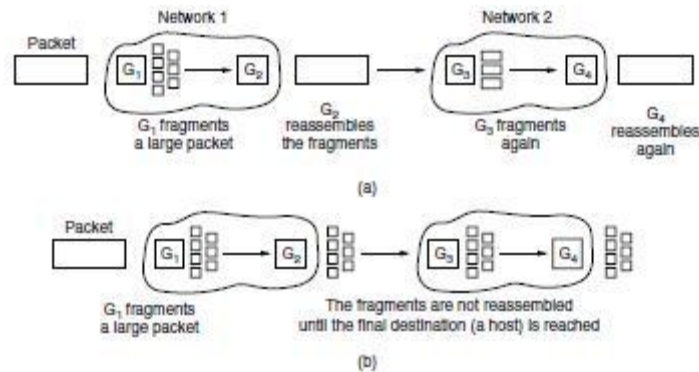 Network 1
Network 2
Packet
G1
G2
G3
G4
G1 fragments
a large packet
G2
reassembles
the fragments
G3 fragments
again
G4
reassembles
again
(a)
Packet
G1
G2
G3
G4
G1 fragments
a large packet
The fragments are not reassembled
until the final destination (a host) is reached
(b)